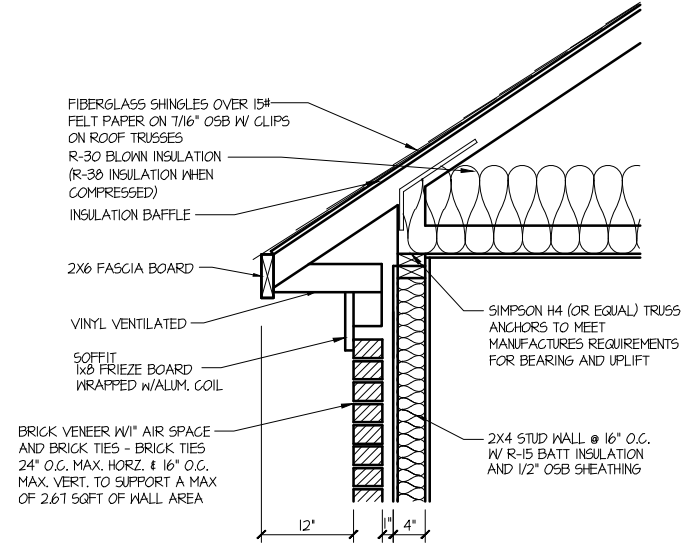 FIBERGLASS SHINGLES OVER 15#
FELT PAPER ON 7/16" OSB W/ CLIPS
ON ROOF TRUSSES
R-30 BLOWN INSULATION
(R-38 INSULATION WHEN
COMPRESSED)
INSULATION BAFFLE
2X6 FASCIA BOARD
VINYL VENTILATED
SOFFIT
1x8 FRIEZE BOARD
WRAPPED w/ALUM. COIL
BRICK VENEER W/1" AIR SPACE
AND BRICK TIES - BRICK TIES
24" O.C. MAX. HORZ. & 16" O.C.
MAX. VERT. TO SUPPORT A MAX
OF 2.67 SQFT OF WALL AREA
SIMPSON H4 (OR EQUAL) TRUSS
ANCHORS TO MEET
MANUFACTURES REQUIREMENTS
FOR BEARING AND UPLIFT
2X4 STUD WALL @ 16" O.C.
W/ R-15 BATT INSULATION
AND 1/2" OSB SHEATHING
12" 1" 4"